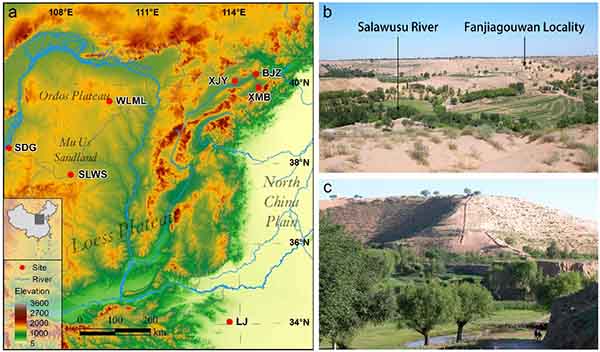 a
108°E
111°E
114°E
XJY
BJZ
40°N
XMB
Ordos Plateau
WLML
SDG
Mu Us
Sandland
38°N
SLWS
North
China
Plain
Loess Plateau
36°N
Site
River
Elevation
3600
2700
2000
1000
100
5
0
100
200
km
LJ
34°N
b
Salawusu River
Fanjiagouwan Locality
c